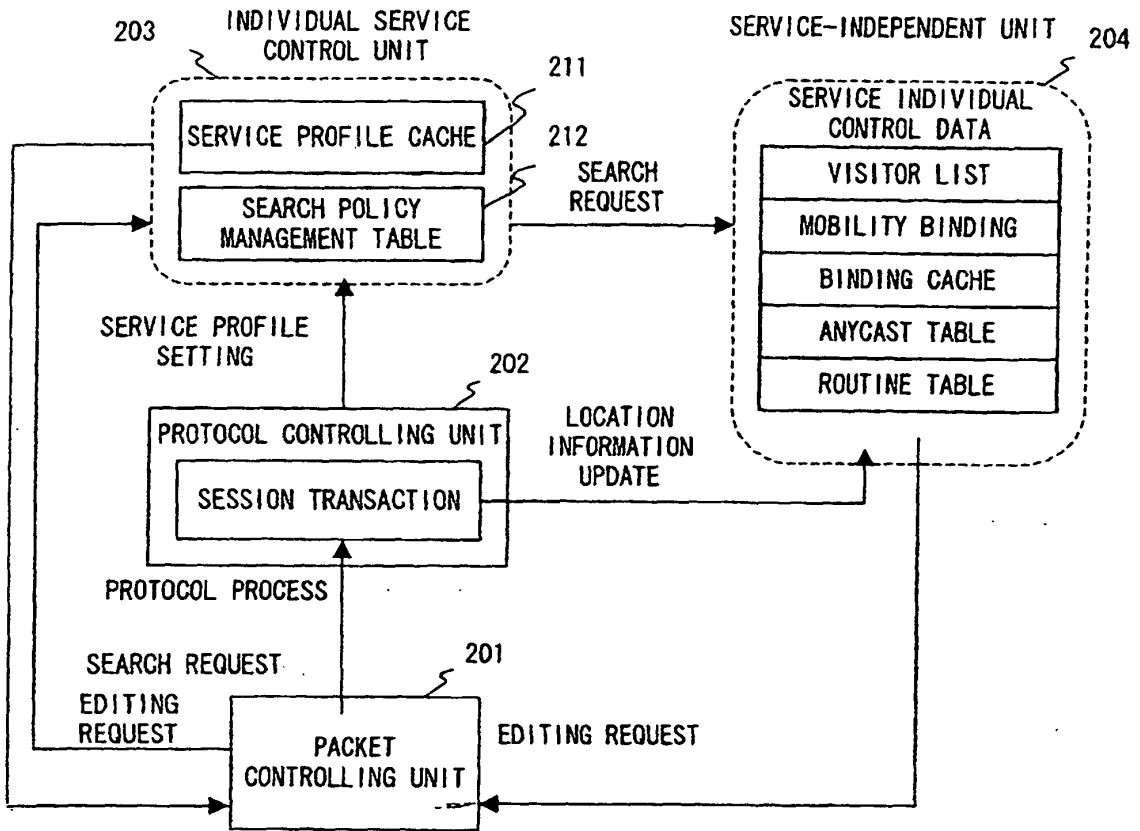 203
INDIVIDUAL SERVICE
CONTROL UNIT
SERVICE-INDEPENDENT UNIT
204
211
SERVICE PROFILE CACHE
212
SEARCH POLICY
MANAGEMENT TABLE
SEARCH
REQUEST
SERVICE INDIVIDUAL
CONTROL DATA
VISITOR LIST
MOBILITY BINDING
BINDING CACHE
ANYCAST TABLE
ROUTINE TABLE
SERVICE PROFILE
SETTING
202
PROTOCOL CONTROLLING UNIT
SESSION TRANSACTION
LOCATION
INFORMATION
UPDATE
PROTOCOL PROCESS
SEARCH REQUEST
EDITING
REQUEST
201
PACKET
CONTROLLING UNIT
EDITING REQUEST